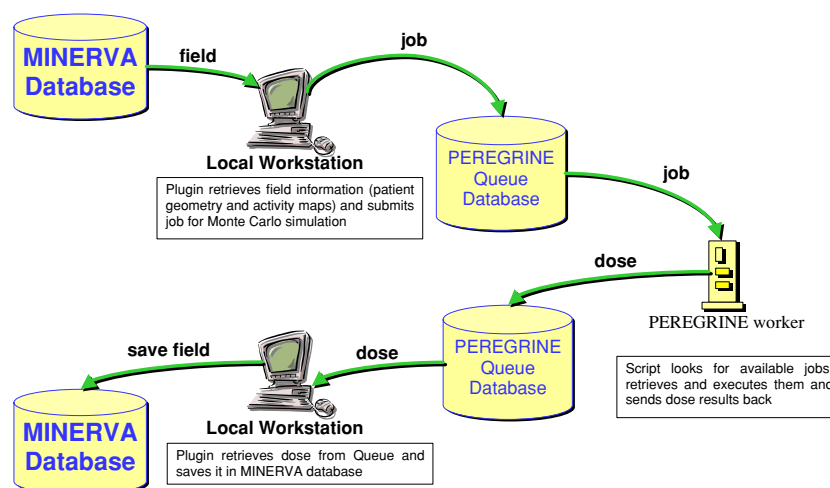 MINERVA
Database
field
job
Local Workstation
Plugin retrieves field information (patient
geometry and activity maps) and submits
job for Monte Carlo simulation
PEREGRINE
Queue
Database
job
PEREGRINE worker
Script looks for available jobs,
retrieves and executes them and
sends dose results back
dose
PEREGRINE
Queue
Database
dose
Local Workstation
Plugin retrieves dose from Queue and
saves it in MINERVA database
save field
MINERVA
Database